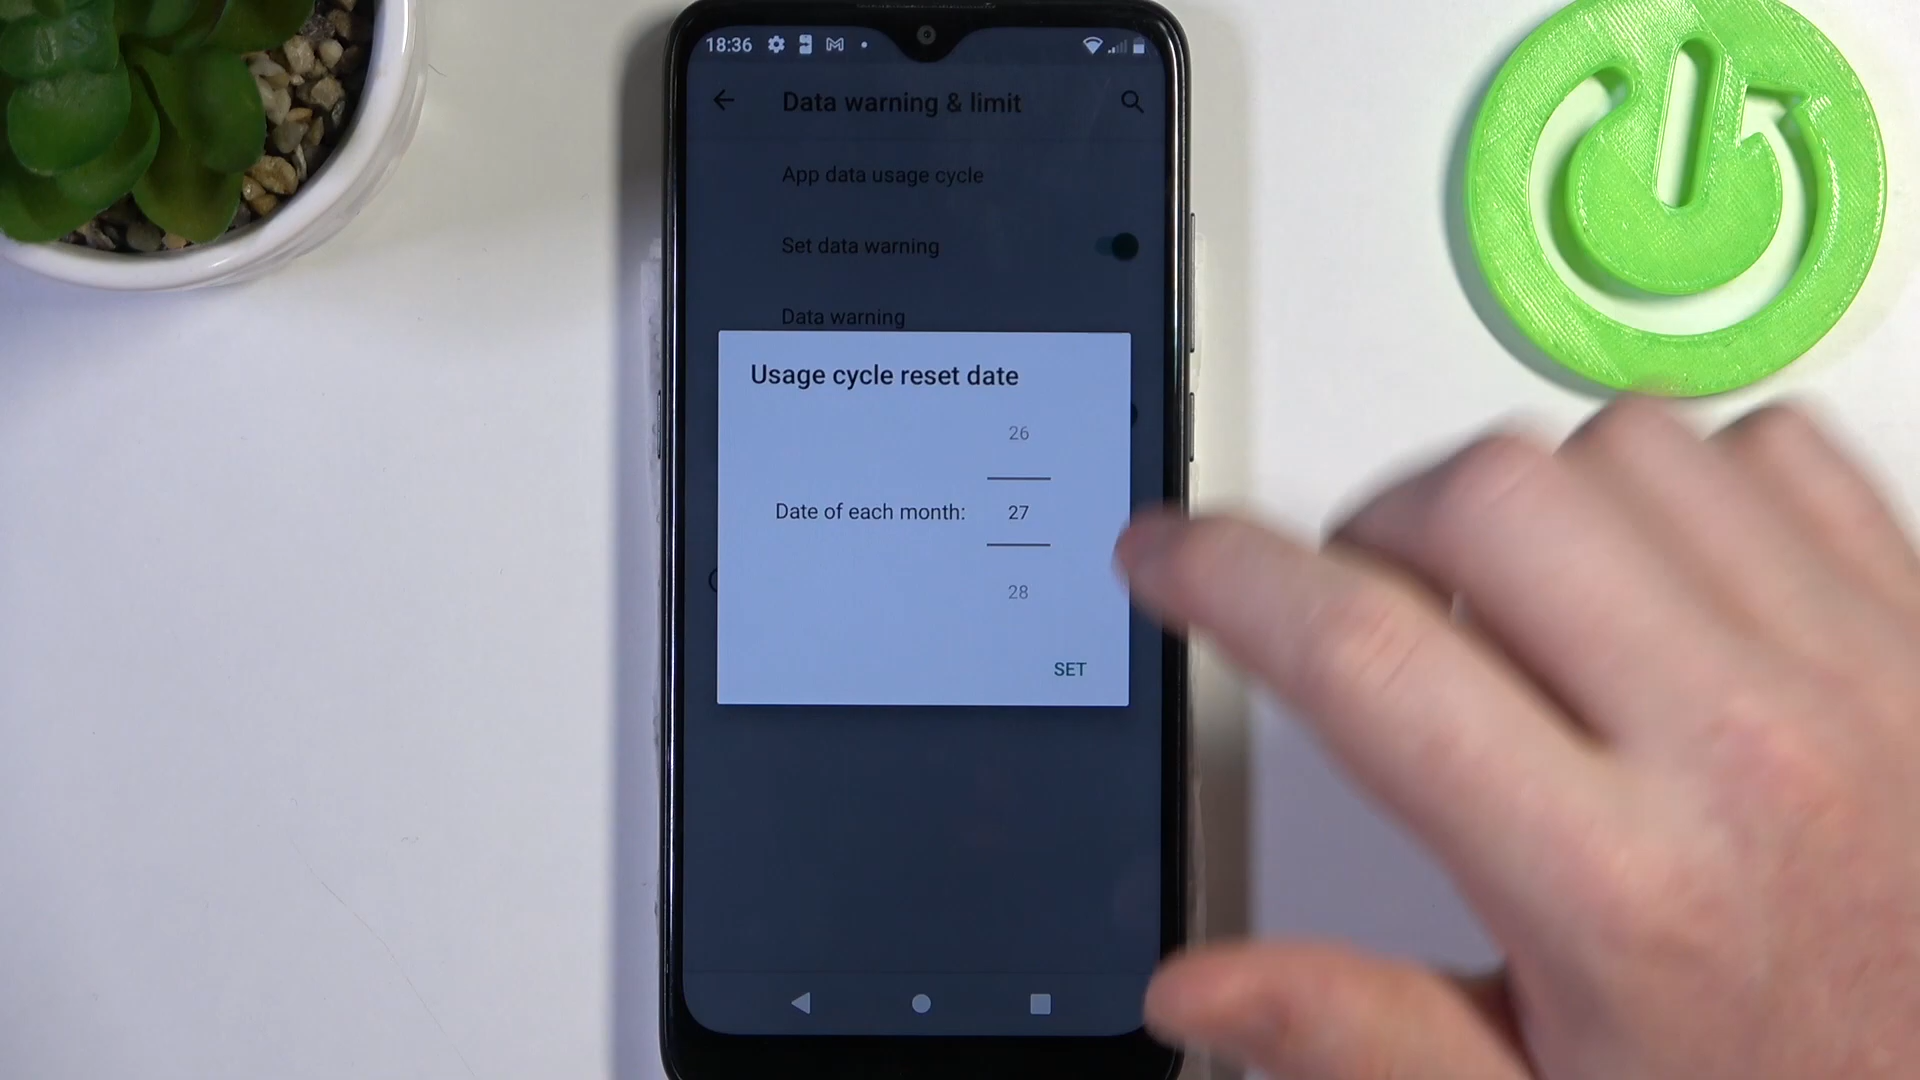 18:36
Data warning & limit
App data usage cycle
Set data warning
Data warning
Usage cycle reset date
26
Date of each month: 27
28
SET